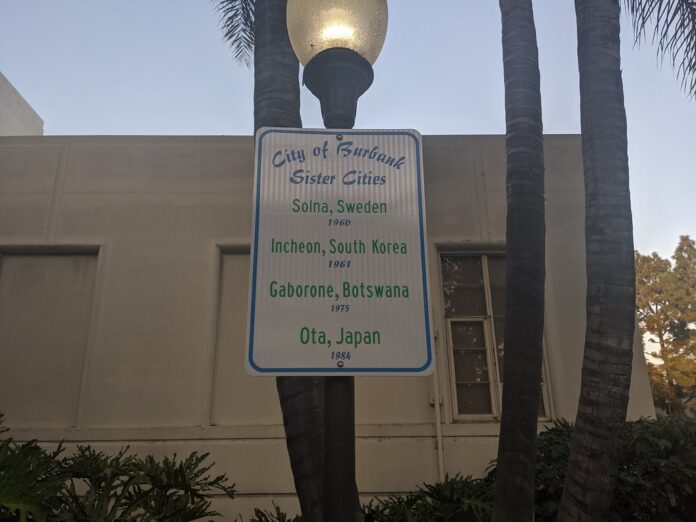 City of Burbank
Sister Cities
Solna, Sweden
1960
Incheon, South Korea
1961
Gaborone, Botswana
1975
Ota, Japan
1984